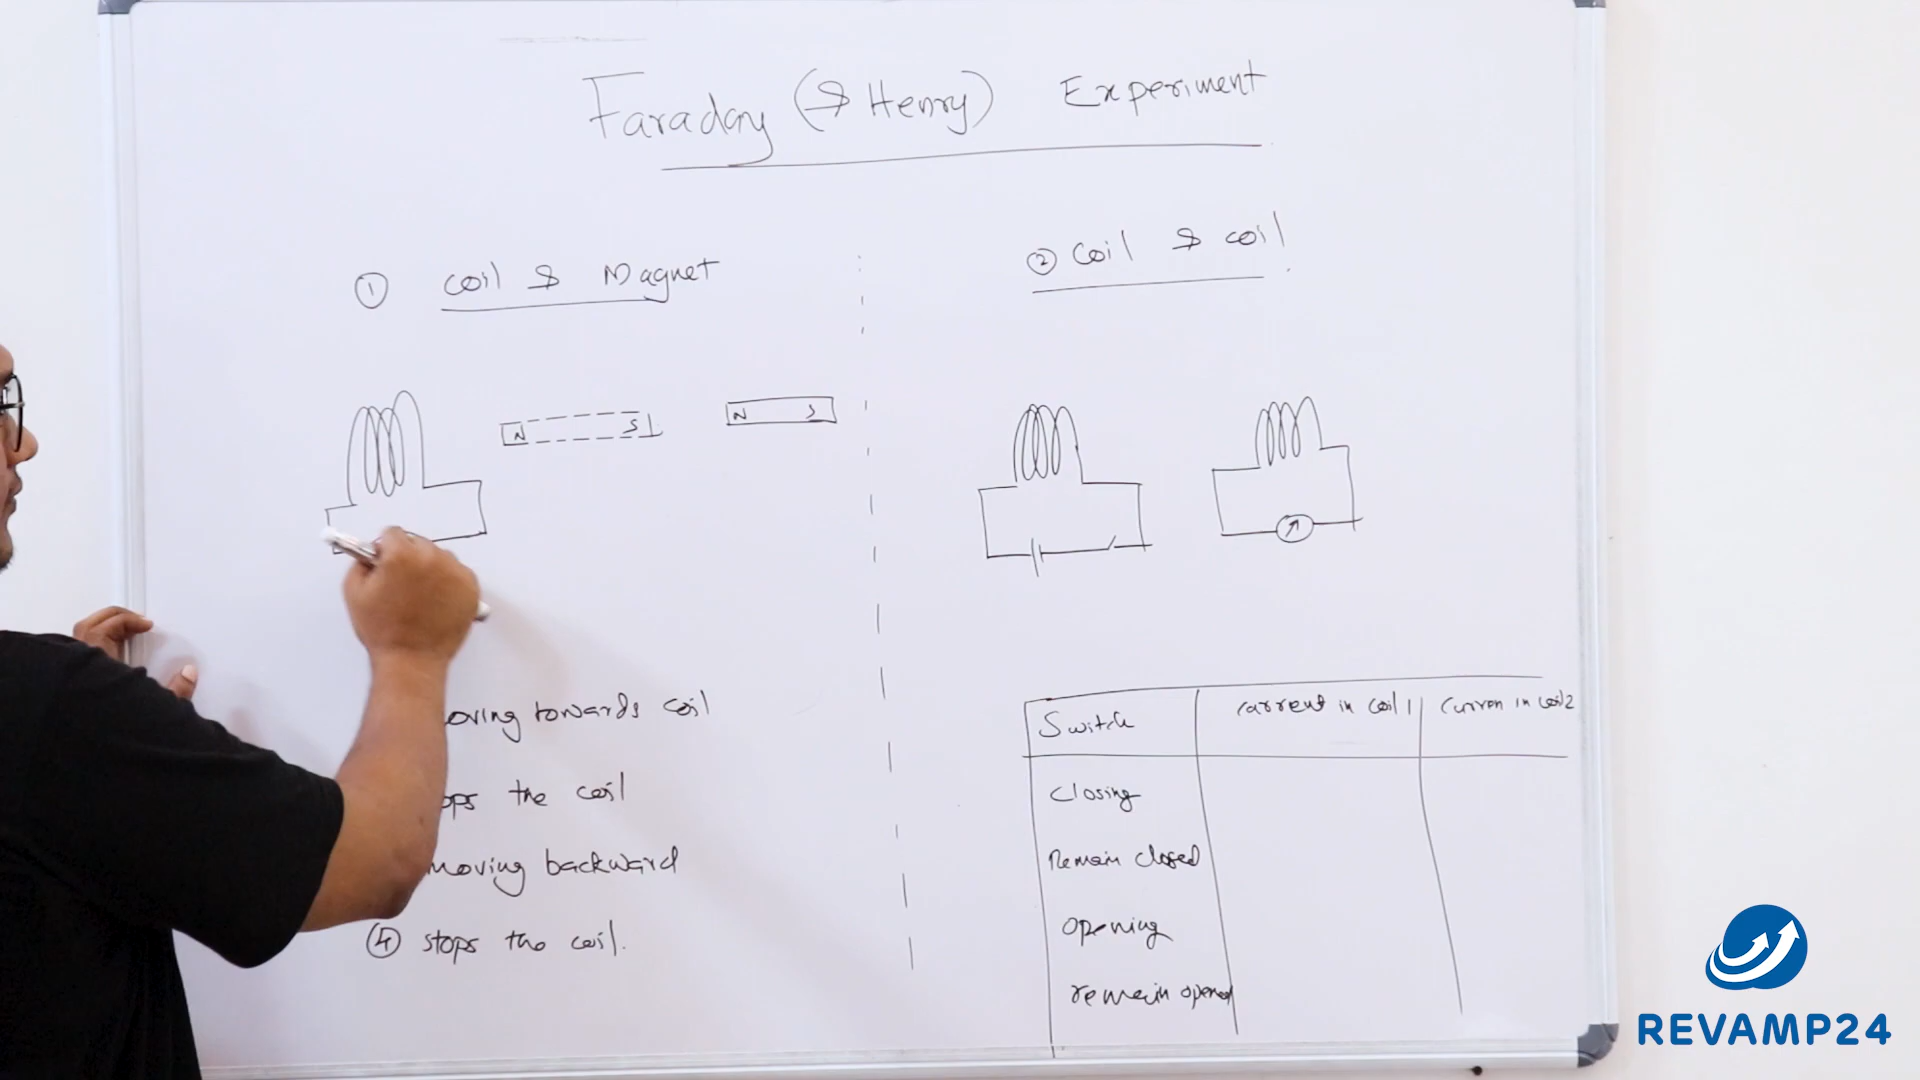 Faraday (& Henry) Experiment
① coil & Magnet
N S
N S
oving towards coil
ops the coil
moving backward
④ stops the coil.
② coil & coil
Switch current in coil 1 curren in coil 2
closing
Remain closed
opening
remain opened
REVAMP24